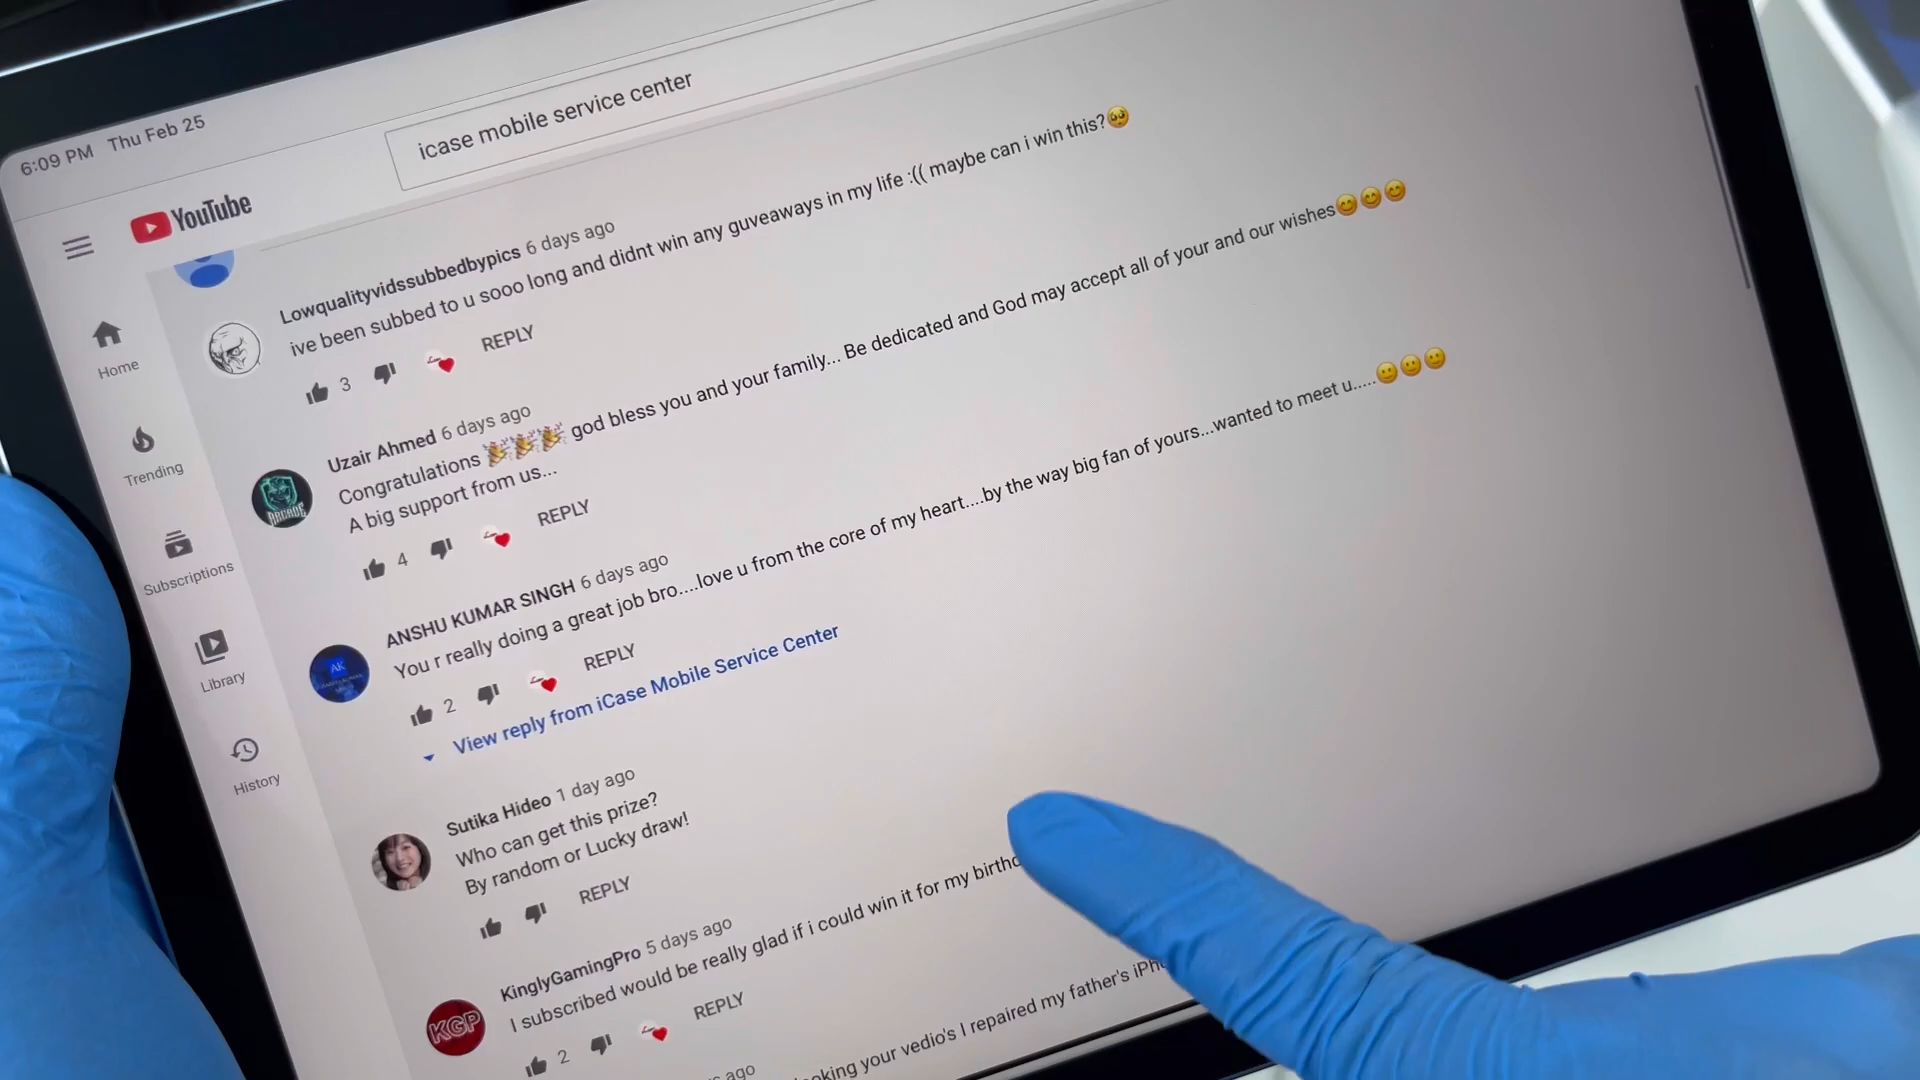 6:09 PM Thu Feb 25
YouTube
icase mobile service center
Home
Trending
Subscriptions
Library
History
Lowqualityvidssubbedbypics 6 days ago
ive been subbed to u sooo long and didnt win any guveaways in my life :(( maybe can i win this?🥺
3 REPLY
Uzair Ahmed 6 days ago
Congratulations 🎉🎉🎉 god bless you and your family... Be dedicated and God may accept all of your and our wishes😊😊😊
A big support from us...
4 REPLY
ARCADE
ANSHU KUMAR SINGH 6 days ago
You r really doing a great job bro....love u from the core of my heart....by the way big fan of yours...wanted to meet u.....🙂🙂🙂
2 REPLY
AK
View reply from iCase Mobile Service Center
Sutika Hideo 1 day ago
Who can get this prize?
By random or Lucky draw!
REPLY
KinglyGamingPro 5 days ago
I subscribed would be really glad if i could win it for my
2 REPLY
KGP
ago
your vedio's I repaired my father's